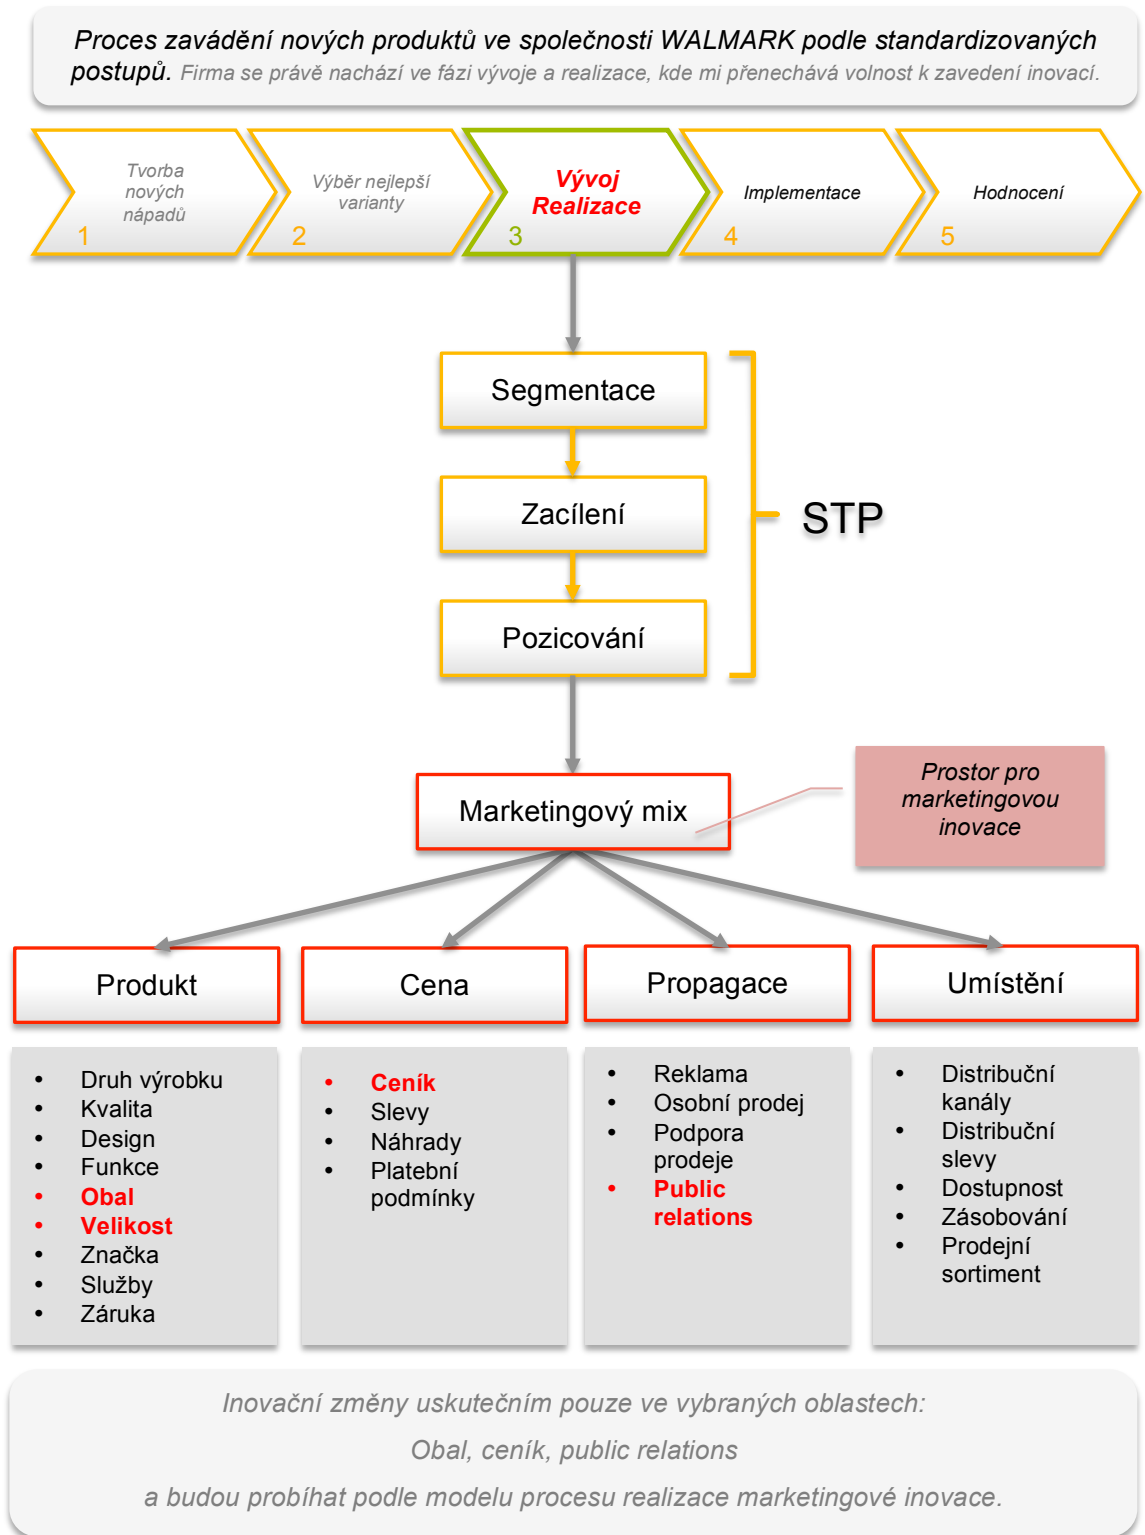 Proces zavádění nových produktů ve společnosti WALMARK podle standardizovaných
postupů. Firma se právě nachází ve fázi vývoje a realizace, kde mi přenechává volnost k zavedení inovací.
Tvorba
nových
nápadů
1
Výběr nejlepší
varianty
2
Vývoj
Realizace
3
Implementace
4
Hodnocení
5
Segmentace
Zacílení
STP
Pozicování
Prostor pro
marketingovou
inovace
Marketingový mix
Produkt
Cena
Propagace
Umístění
• Druh výrobku
• Kvalita
• Design
• Funkce
• Obal
• Velikost
• Značka
• Služby
• Záruka
• Ceník
• Slevy
• Náhrady
• Platební
podmínky
• Reklama
• Osobní prodej
• Podpora
prodeje
• Public
relations
• Distribuční
kanály
• Distribuční
slevy
• Dostupnost
• Zásobování
• Prodejní
sortiment
Inovační změny uskutečním pouze ve vybraných oblastech:
Obal, ceník, public relations
a budou probíhat podle modelu procesu realizace marketingové inovace.